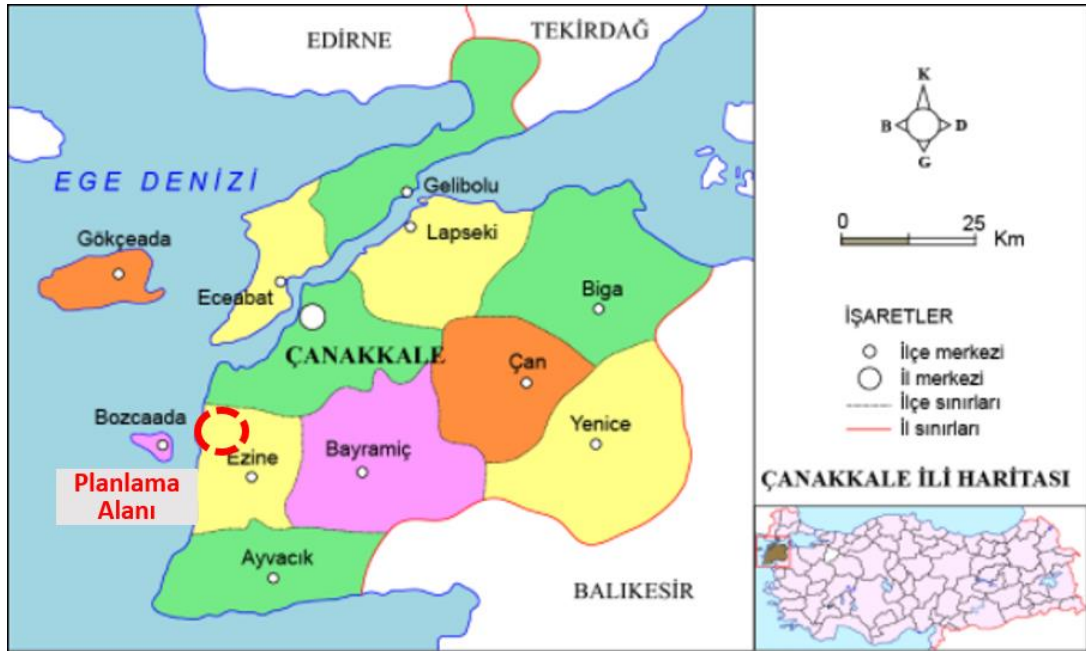 EDİRNE
TEKİRDAĞ
EGE DENİZİ
Gökçeada
Gelibolu
Lapseki
Eceabat
Biga
ÇANAKKALE
Çan
Bozcaada
Ezine
Bayramiç
Yenice
Planlama
Alanı
Ayvacık
BALIKESİR
K
B
D
G
0
25
Km
İŞARETLER
İlçe merkezi
İl merkezi
İlçe sınırları
İl sınırları
ÇANAKKALE İLİ HARİTASI